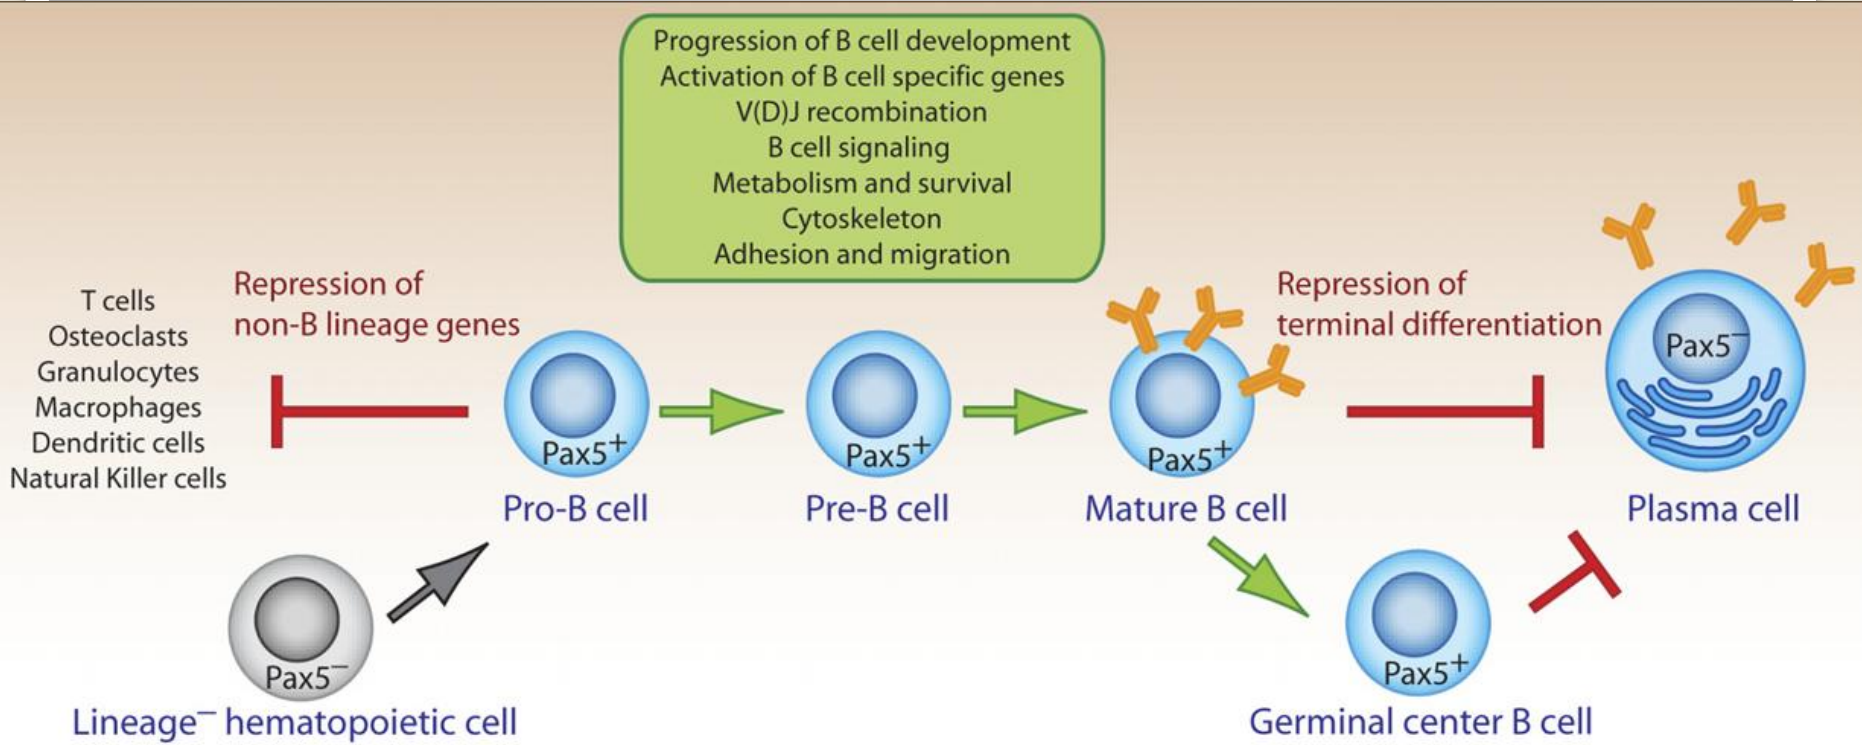 Progression of B cell development
Activation of B cell specific genes
V(D)J recombination
B cell signaling
Metabolism and survival
Cytoskeleton
Adhesion and migration
T cells
Osteoclasts
Granulocytes
Macrophages
Dendritic cells
Natural Killer cells
Repression of
non-B lineage genes
Repression of
terminal differentiation
Pax5⁺
Pro-B cell
Pax5⁺
Pre-B cell
Pax5⁺
Mature B cell
Pax5⁻
Plasma cell
Pax5⁻
Lineage⁻ hematopoietic cell
Pax5⁺
Germinal center B cell